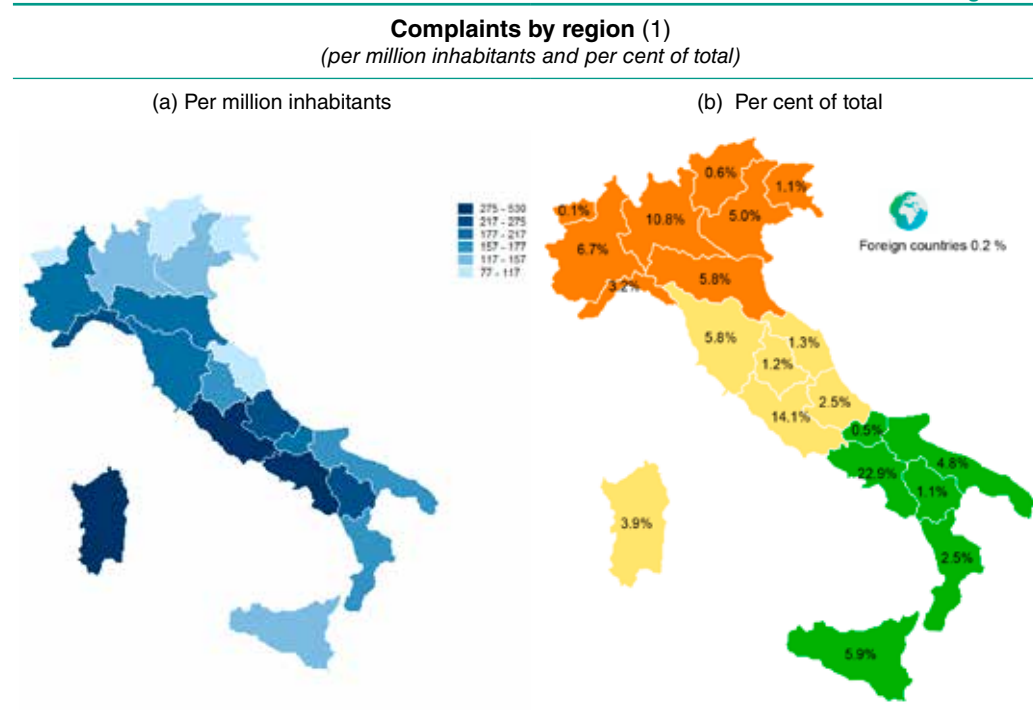 Complaints by region (1)
(per million inhabitants and per cent of total)
(a) Per million inhabitants
(b) Per cent of total
275 - 530
217 - 275
177 - 217
157 - 177
117 - 157
77 - 117
0.6%
1.1%
0.1%
10.8%
5.0%
6.7%
Foreign countries 0.2 %
3.2%
5.8%
5.8%
1.3%
1.2%
2.5%
14.1%
0.5%
4.8%
22.9%
1.1%
3.9%
2.5%
5.9%